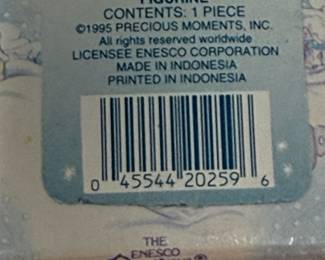 FIGURINE
CONTENTS: 1 PIECE
©1995 PRECIOUS MOMENTS, INC.
All rights reserved worldwide
LICENSEE ENESCO CORPORATION
MADE IN INDONESIA
PRINTED IN INDONESIA
0 45544 20259 6
THE
ENESCO